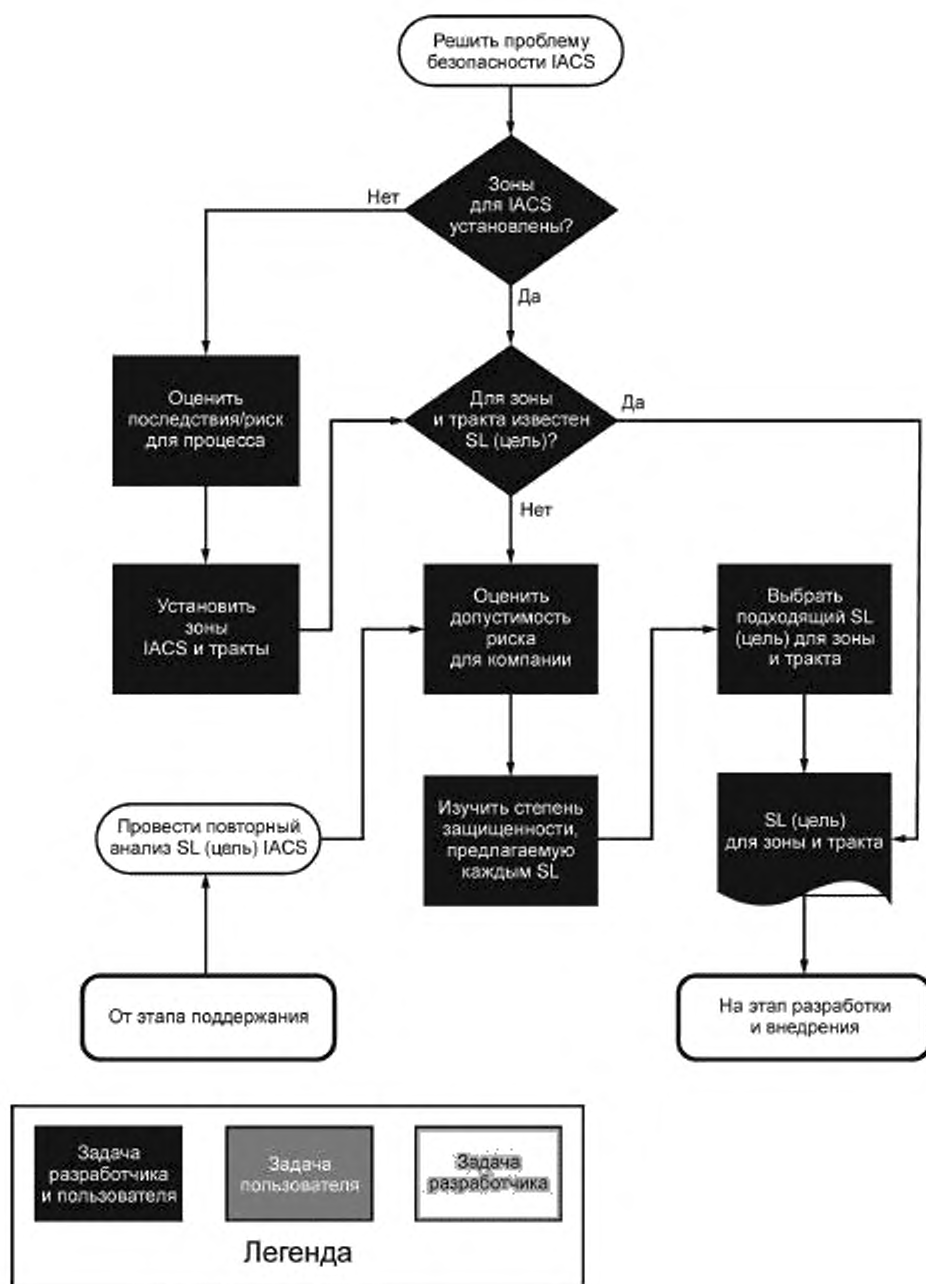 Решить проблему
безопасности IACS
Зоны
для IACS
установлены?
Нет
Да
Оценить
последствия/риск
для процесса
Для зоны
и тракта известен
SL (цель)?
Да
Нет
Установить
зоны
IACS и тракты
Оценить
допустимость
риска
для компании
Выбрать
подходящий SL
(цель) для зоны
и тракта
Провести повторный
анализ SL (цель) IACS
Изучить степень
защищенности,
предлагаемую
каждым SL
SL (цель)
для зоны и тракта
От этапа поддержания
На этап разработки
и внедрения
Задача
разработчика
и пользователя
Задача
пользователя
Задача
разработчика
Легенда